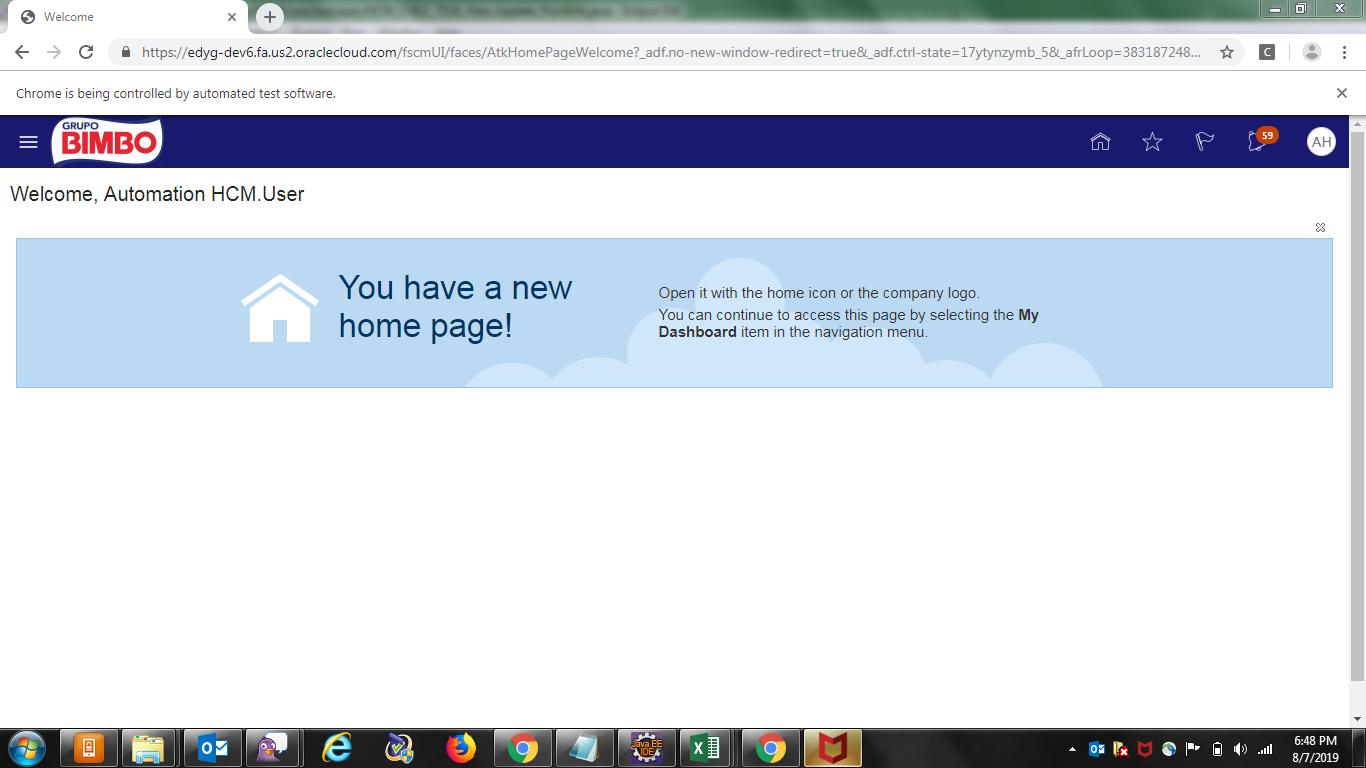 Welcome
https://edyg-dev6.fa.us2.oraclecloud.com/fscmUI/faces/AtkHomePageWelcome?_adf.no-new-window-redirect=true&_adf.ctrl-state=17ytynzymb_5&_afrLoop=383187248...
C
Chrome is being controlled by automated test software.
GRUPO
BIMBO
59
AH
Welcome, Automation HCM.User
You have a new
home page!
Open it with the home icon or the company logo.
You can continue to access this page by selecting the My
Dashboard item in the navigation menu.
Java EE
IDE
6:48 PM
8/7/2019